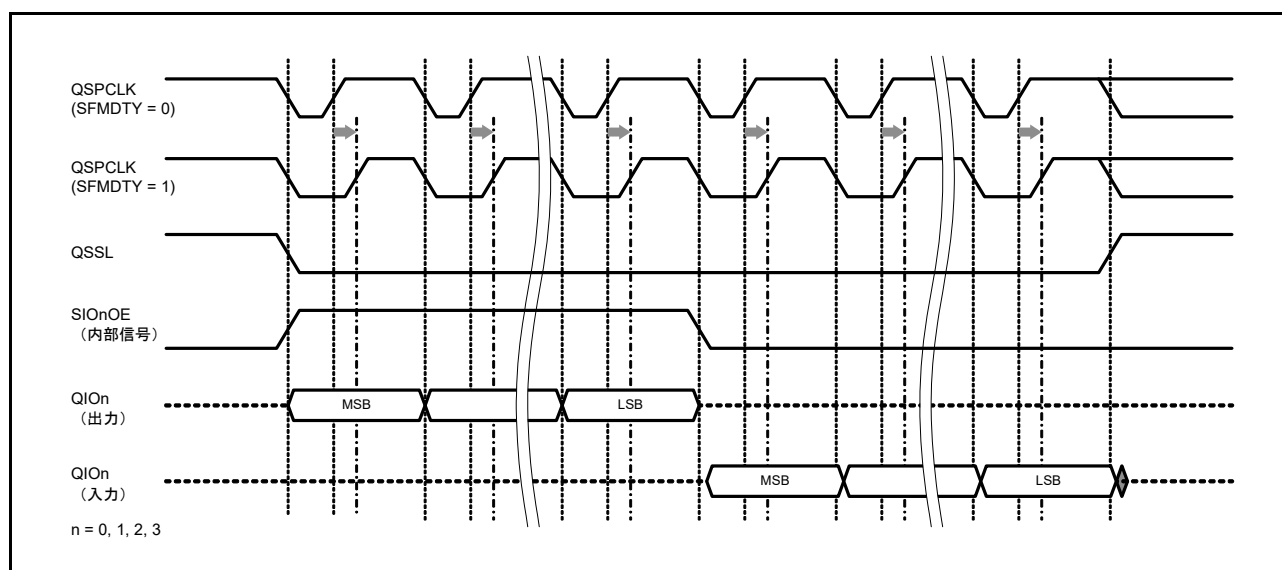 QSPCLK
(SFMDTY = 0)
QSPCLK
(SFMDTY = 1)
QSSL
SIOnOE
（内部信号）
QIOn
（出力）
MSB
LSB
QIOn
（入力）
MSB
LSB
n = 0, 1, 2, 3